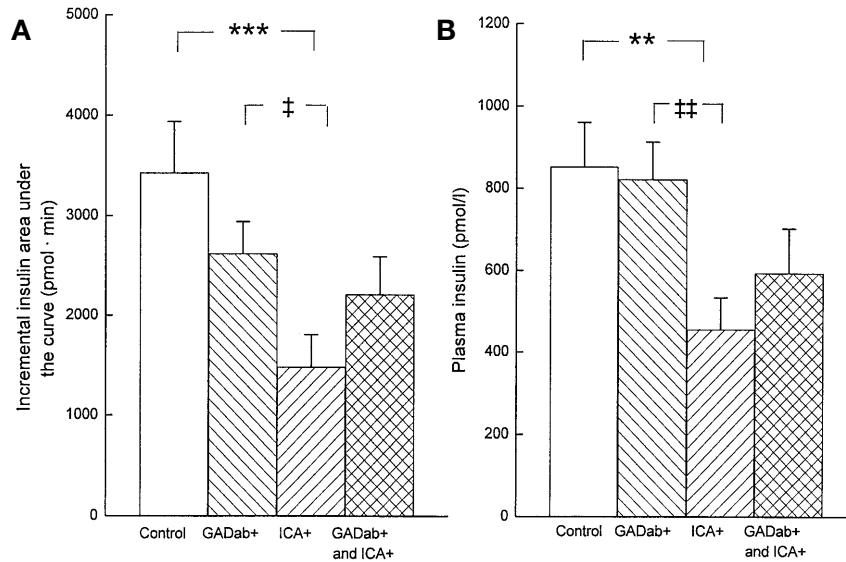 A
Incremental insulin area under
the curve (pmol · min)
5000
4000
3000
2000
1000
0
***
‡
Control GADab+ ICA+ GADab+
and ICA+
B
Plasma insulin (pmol/l)
1200
1000
800
600
400
200
0
**
‡‡
Control GADab+ ICA+ GADab+
and ICA+